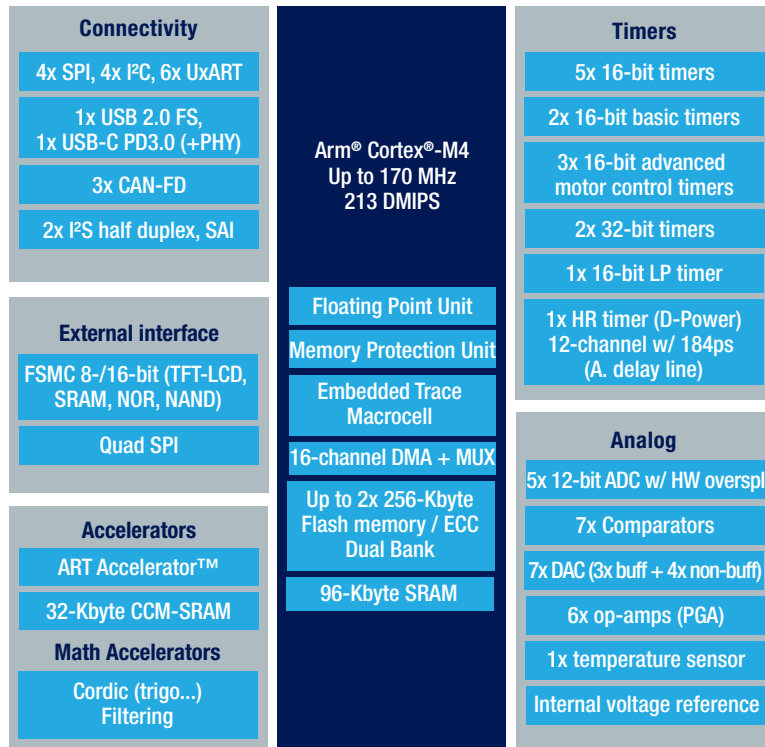 Connectivity
4x SPI, 4x I²C, 6x UxART
1x USB 2.0 FS,
1x USB-C PD3.0 (+PHY)
3x CAN-FD
2x I²S half duplex, SAI
External interface
FSMC 8-/16-bit (TFT-LCD,
SRAM, NOR, NAND)
Quad SPI
Accelerators
ART Accelerator™
32-Kbyte CCM-SRAM
Math Accelerators
Cordic (trigo...)
Filtering
Arm® Cortex®-M4
Up to 170 MHz
213 DMIPS
Floating Point Unit
Memory Protection Unit
Embedded Trace
Macrocell
16-channel DMA + MUX
Up to 2x 256-Kbyte
Flash memory / ECC
Dual Bank
96-Kbyte SRAM
Timers
5x 16-bit timers
2x 16-bit basic timers
3x 16-bit advanced
motor control timers
2x 32-bit timers
1x 16-bit LP timer
1x HR timer (D-Power)
12-channel w/ 184ps
(A. delay line)
Analog
5x 12-bit ADC w/ HW overspl
7x Comparators
7x DAC (3x buff + 4x non-buff)
6x op-amps (PGA)
1x temperature sensor
Internal voltage reference